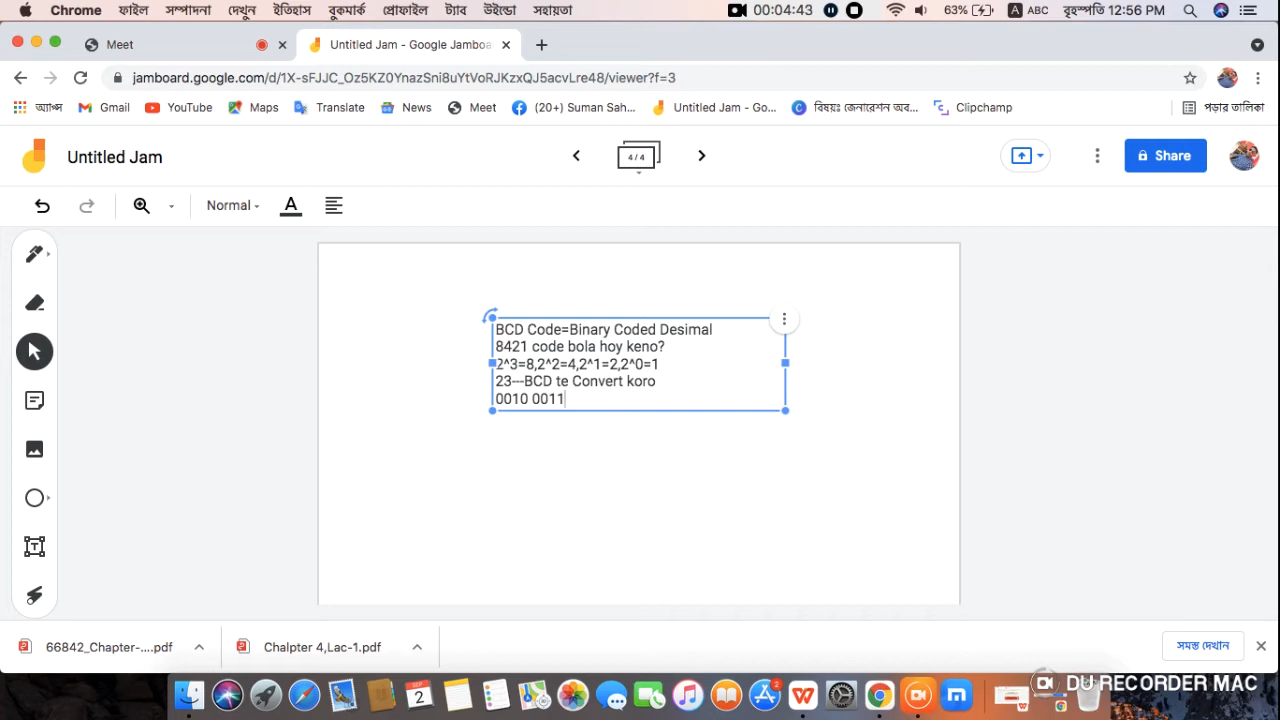 Chrome ফাইল সম্পাদনা দেখুন ইতিহাস বুকমার্ক প্রোফাইল ট্যাব উইন্ডো সহায়তা 00:04:43 63% A ABC বৃহস্পতি 12:56 PM
Meet Untitled Jam - Google Jamboa
jamboard.google.com/d/1X-sFJJC_Oz5KZ0YnazSni8uYtVoRJKzxQJ5acvLre48/viewer?f=3
অ্যাপ্স Gmail YouTube Maps Translate News Meet (20+) Suman Sah... Untitled Jam - Go... বিষয়ঃ জেনারেশন অব... Clipchamp পড়ার তালিকা
Untitled Jam 4 / 4 Share
Normal A
BCD Code=Binary Coded Desimal
8421 code bola hoy keno?
2^3=8,2^2=4,2^1=2,2^0=1
23---BCD te Convert koro
0010 0011
66842_Chapter-....pdf Chalpter 4,Lac-1.pdf সমস্ত দেখান
SEP 2 2
DU RECORDER MAC